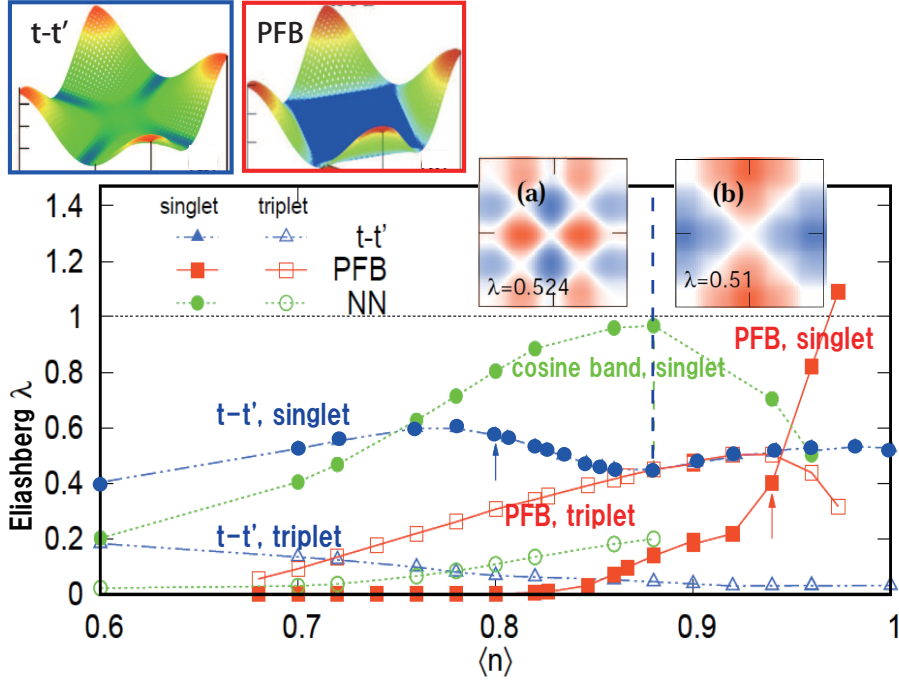 t-t'
PFB
(a)
λ=0.524
(b)
λ=0.51
singlet triplet
t-t'
PFB
NN
PFB, singlet
cosine band, singlet
t-t', singlet
PFB, triplet
t-t', triplet
Eliashberg λ
1.4
1.2
1
0.8
0.6
0.4
0.2
0
0.6 0.7 0.8 0.9 1
⟨n⟩